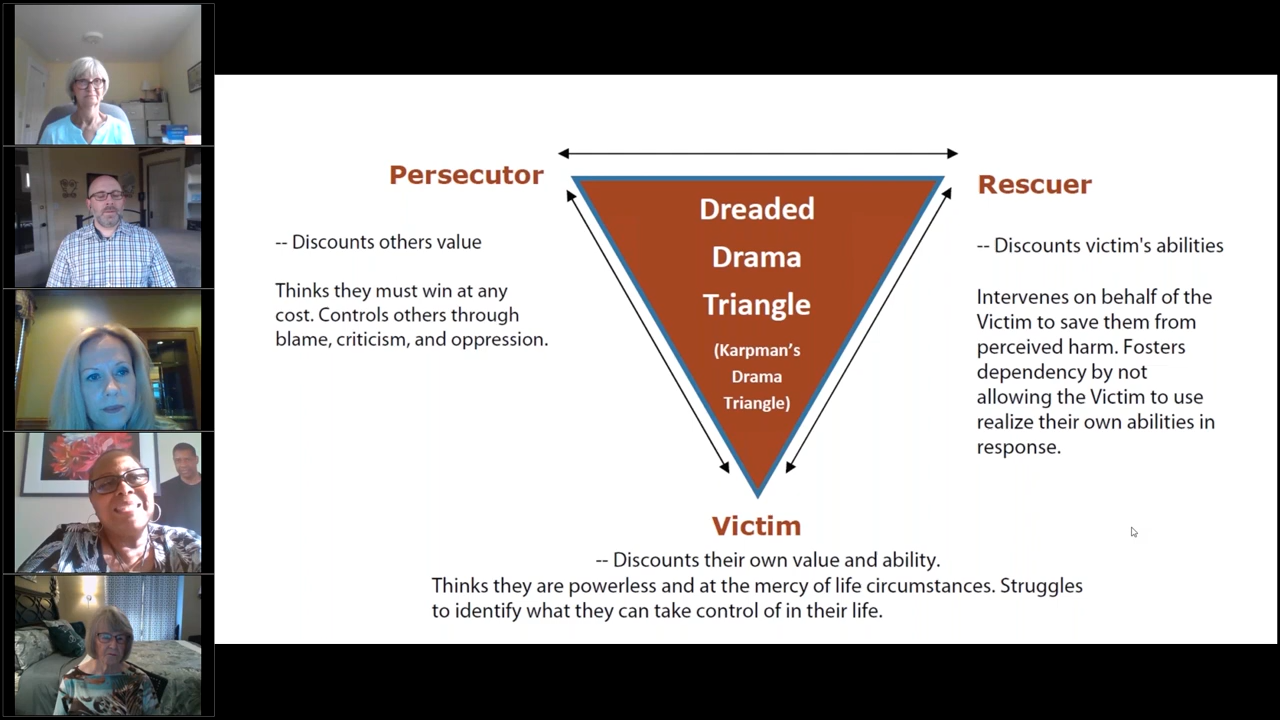 Persecutor
-- Discounts others value
Thinks they must win at any
cost. Controls others through
blame, criticism, and oppression.
Dreaded
Drama
Triangle
(Karpman’s
Drama
Triangle)
Rescuer
-- Discounts victim's abilities
Intervenes on behalf of the
Victim to save them from
perceived harm. Fosters
dependency by not
allowing the Victim to use
realize their own abilities in
response.
Victim
-- Discounts their own value and ability.
Thinks they are powerless and at the mercy of life circumstances. Struggles
to identify what they can take control of in their life.